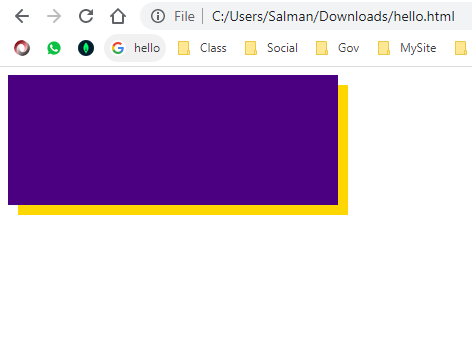 File | C:/Users/Salman/Downloads/hello.html
hello Class Social Gov MySite